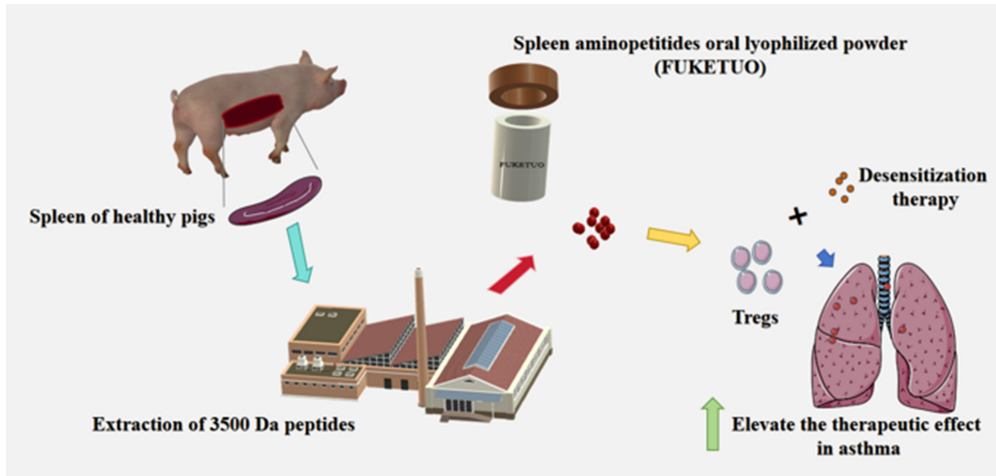 Spleen aminopetitides oral lyophilized powder
(FUKETUO)
FUKETUO
Desensitization
therapy
Spleen of healthy pigs
Tregs
Extraction of 3500 Da peptides
Elevate the therapeutic effect
in asthma